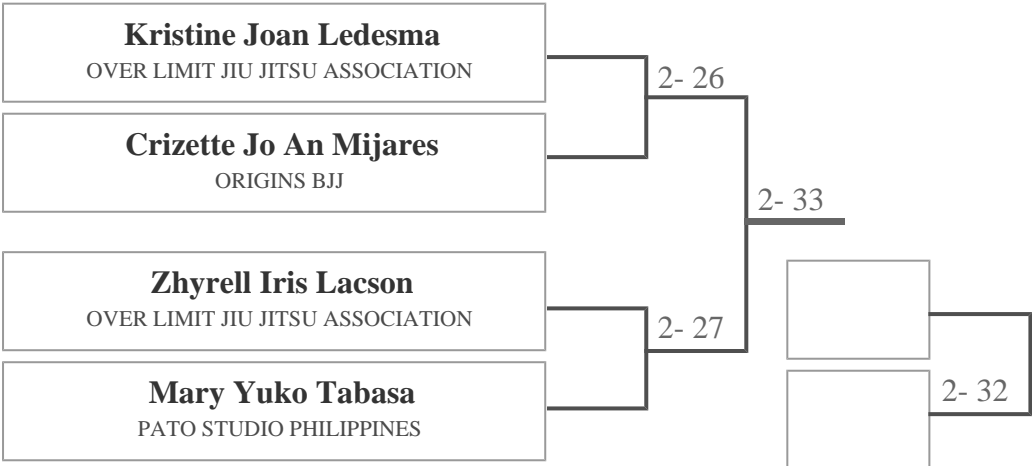 Kristine Joan Ledesma
OVER LIMIT JIU JITSU ASSOCIATION
2- 26
Crizette Jo An Mijares
ORIGINS BJJ
2- 33
Zhyrell Iris Lacson
OVER LIMIT JIU JITSU ASSOCIATION
2- 27
Mary Yuko Tabasa
PATO STUDIO PHILIPPINES
2- 32